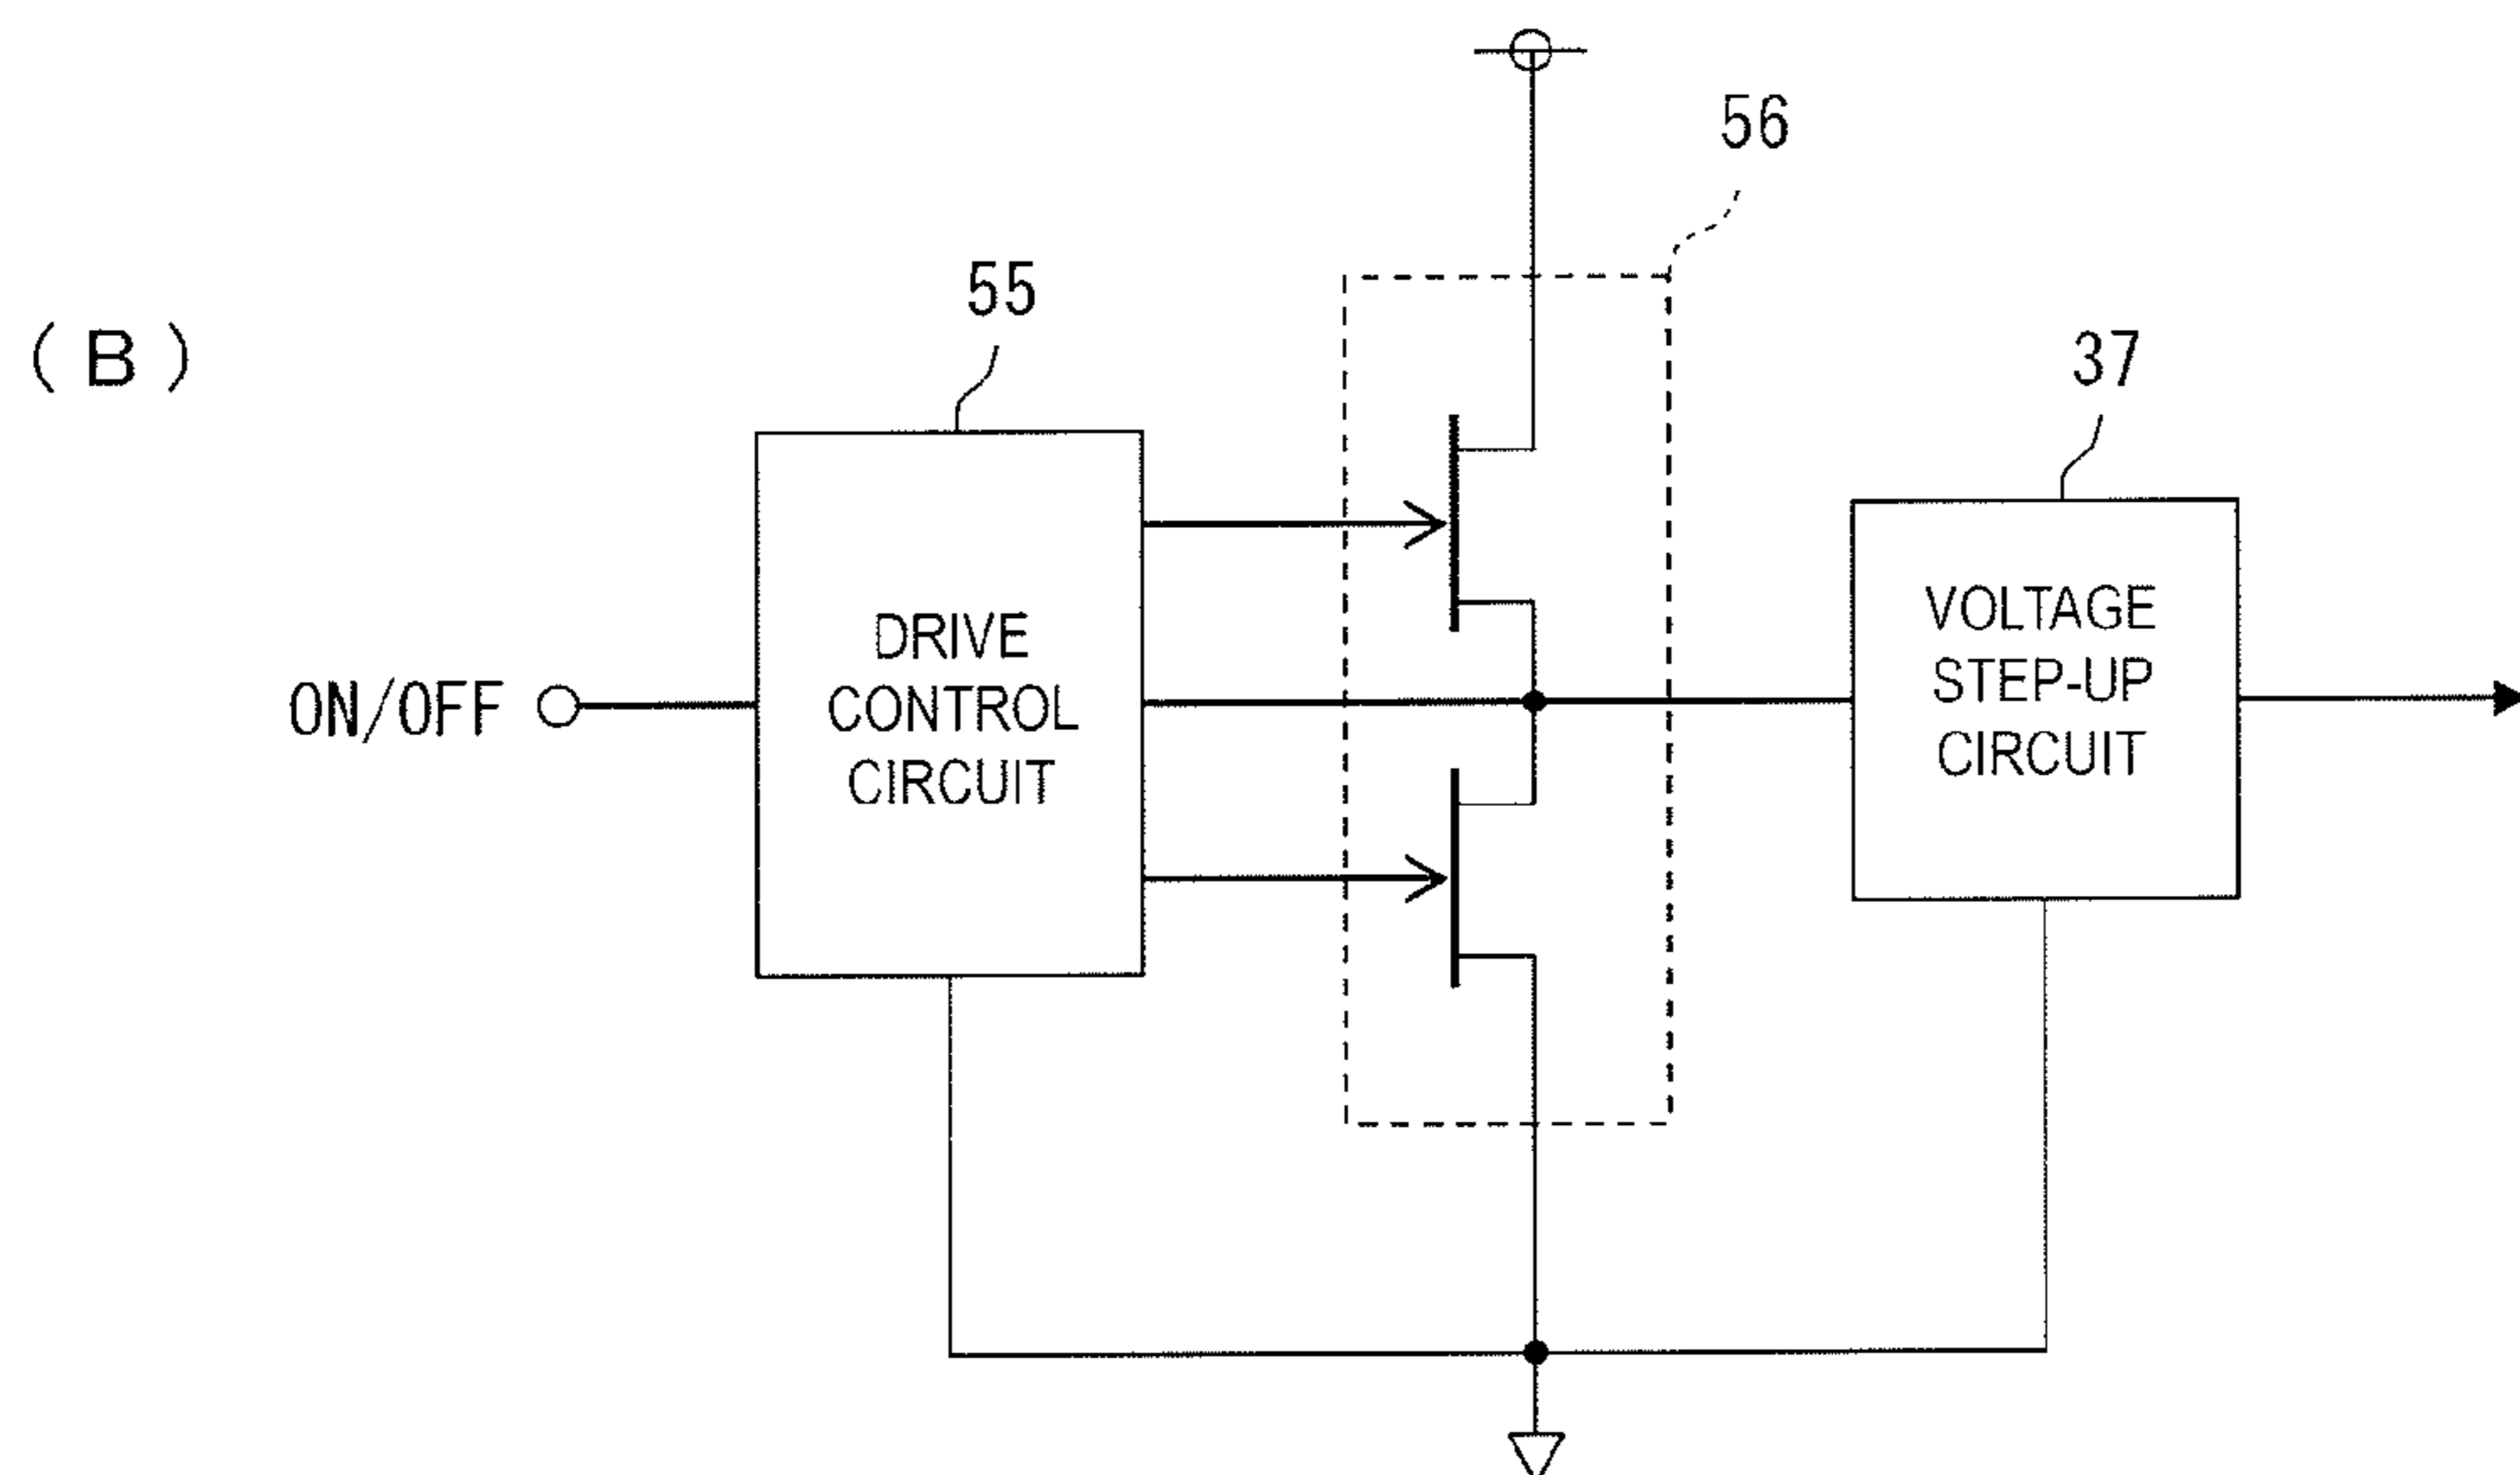 56
55
( B )
37
DRIVE
CONTROL
CIRCUIT
VOLTAGE
STEP-UP
CIRCUIT
ON/OFF